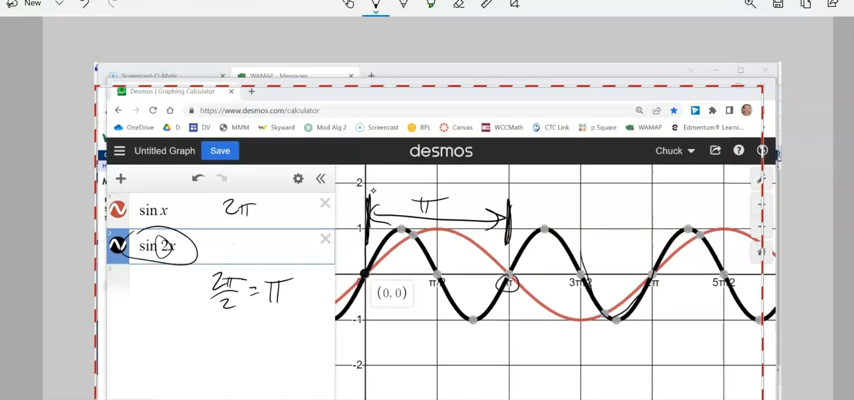 New
Screencast-O-Matic
WAMAP - Messages
Desmos | Graphing Calculator
https://www.desmos.com/calculator
OneDrive D DV MMM Skyward Mod Alg 2 Screencast BPL Canvas WCCMath CTC Link p Square WAMAP Edmentum® Learni...
Untitled Graph Save desmos Chuck
sin x 2π
sin 2x
2π/2 = π
π
2
1
π/2 π 3π/2 2π 5π/2
(0, 0)
-1
-2